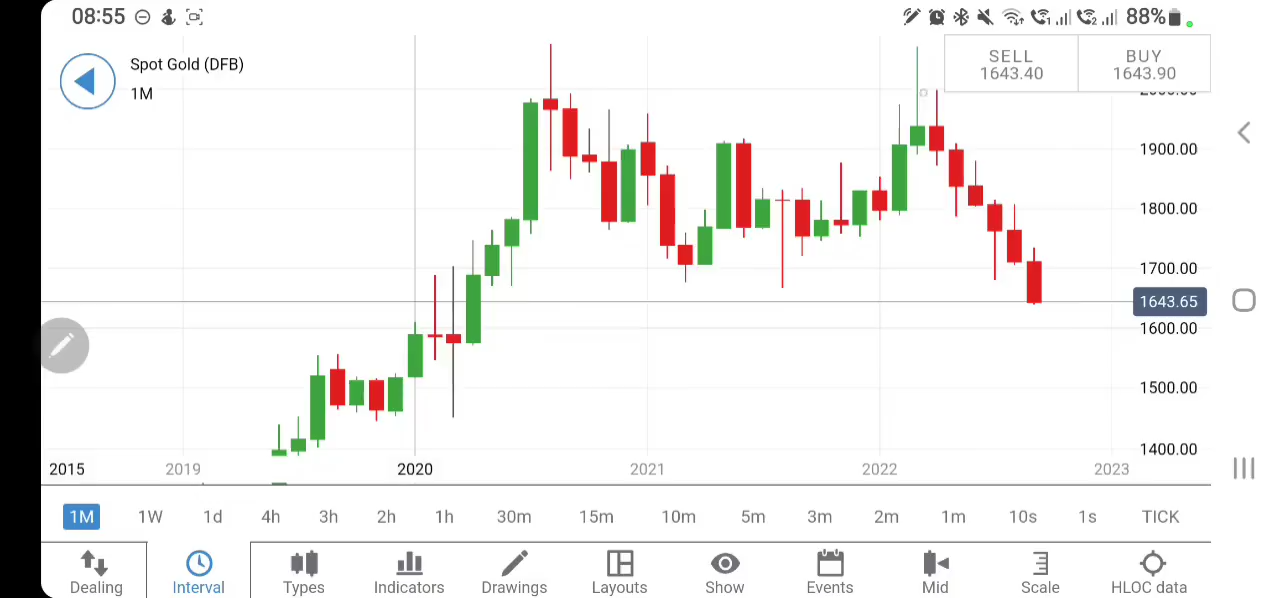 08:55
1 2 88%
Spot Gold (DFB)
1M
SELL
1643.40
BUY
1643.90
1900.00
1800.00
1700.00
1643.65
1600.00
1500.00
1400.00
2015 2019 2020 2021 2022 2023
1M 1W 1d 4h 3h 2h 1h 30m 15m 10m 5m 3m 2m 1m 10s 1s TICK
Dealing Interval Types Indicators Drawings Layouts Show Events Mid Scale HLOC data